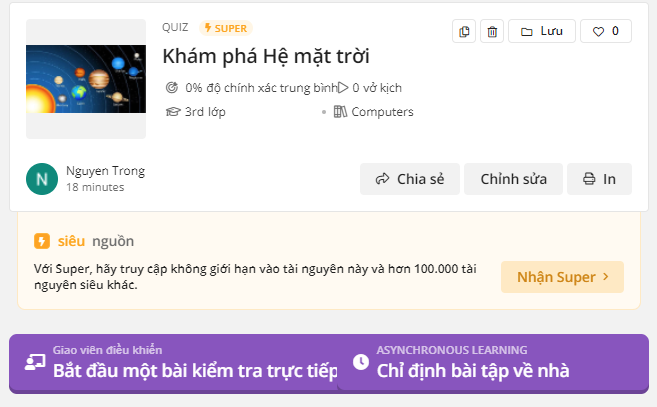 QUIZ SUPER
Khám phá Hệ mặt trời
Lưu
0
0% độ chính xác trung bình
0 vở kịch
3rd lớp
Computers
N
Nguyen Trong
18 minutes
Chia sẻ
Chỉnh sửa
In
siêu nguồn
Với Super, hãy truy cập không giới hạn vào tài nguyên này và hơn 100.000 tài
nguyên siêu khác.
Nhận Super
Giao viên điều khiển
Bắt đầu một bài kiểm tra trực tiếp
ASYNCHRONOUS LEARNING
Chỉ định bài tập về nhà